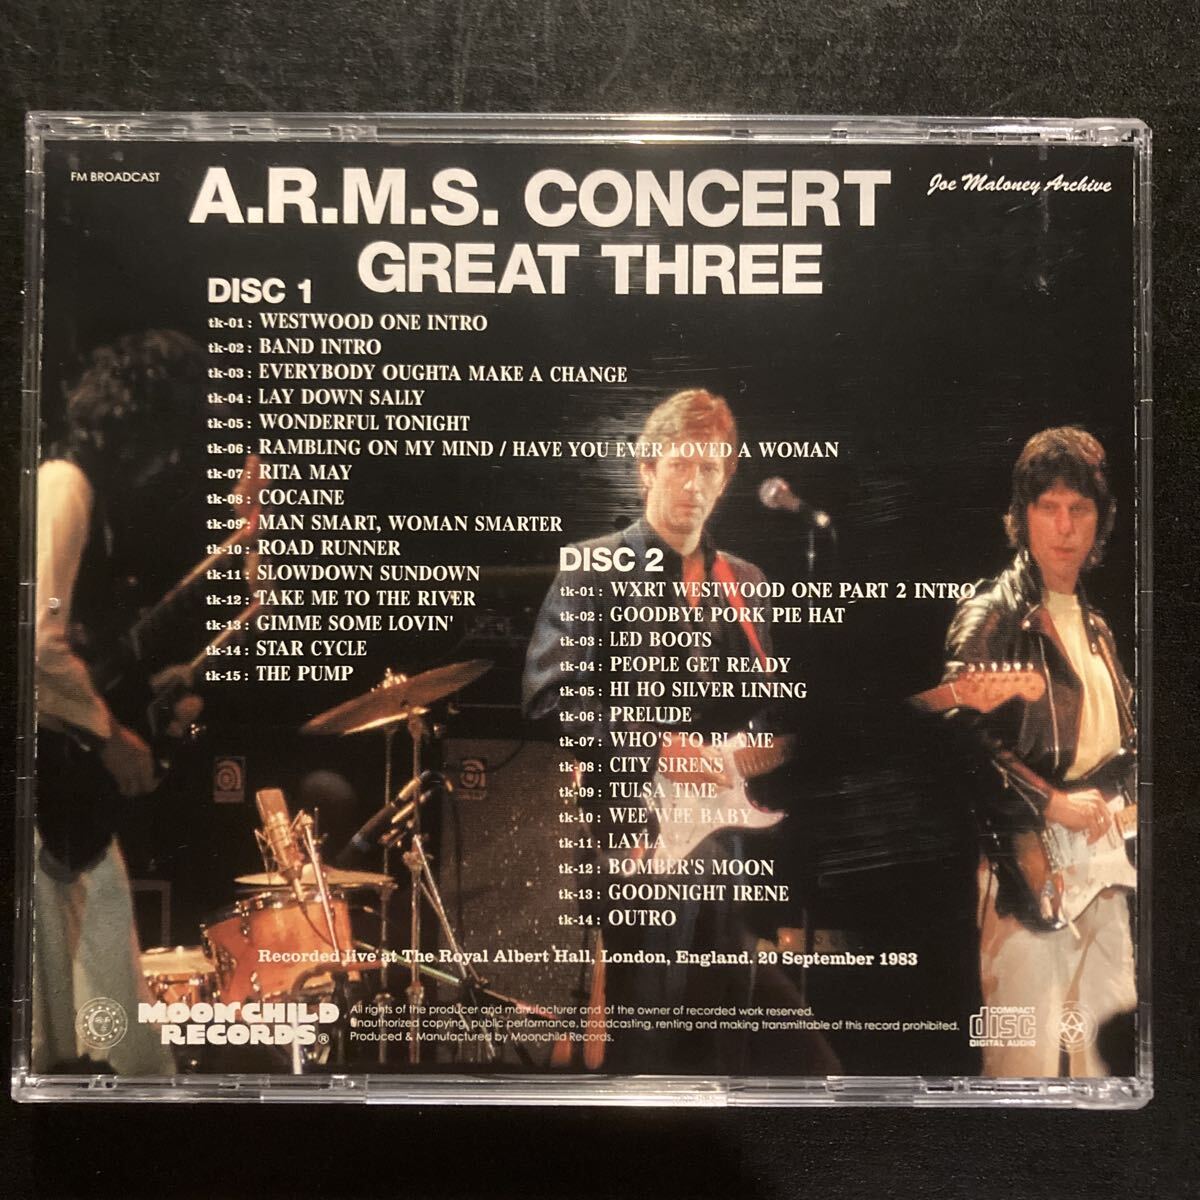 FM BROADCAST
A.R.M.S. CONCERT
Joe Maloney Archive
GREAT THREE
DISC 1
tk-01: WESTWOOD ONE INTRO
tk-02: BAND INTRO
tk-03: EVERYBODY OUGHTA MAKE A CHANGE
tk-04: LAY DOWN SALLY
tk-05: WONDERFUL TONIGHT
tk-06: RAMBLING ON MY MIND / HAVE YOU EVER LOVED A WOMAN
tk-07: RITA MAY
tk-08: COCAINE
tk-09: MAN SMART, WOMAN SMARTER
tk-10: ROAD RUNNER
tk-11: SLOWDOWN SUNDOWN
tk-12: TAKE ME TO THE RIVER
tk-13: GIMME SOME LOVIN'
tk-14: STAR CYCLE
tk-15: THE PUMP
DISC 2
tk-01: WXRT WESTWOOD ONE PART 2 INTRO
tk-02: GOODBYE PORK PIE HAT
tk-03: LED BOOTS
tk-04: PEOPLE GET READY
tk-05: HI HO SILVER LINING
tk-06: PRELUDE
tk-07: WHO'S TO BLAME
tk-08: CITY SIRENS
tk-09: TULSA TIME
tk-10: WEE WEE BABY
tk-11: LAYLA
tk-12: BOMBER'S MOON
tk-13: GOODNIGHT IRENE
tk-14: OUTRO
Recorded live at The Royal Albert Hall, London, England. 20 September 1983
MOONCHILD
RECORDS®
All rights of the producer and manufacturer and of the owner of recorded work reserved.
Unauthorized copying, public performance, broadcasting, renting and making transmittable of this record prohibited.
Produced & Manufactured by Moonchild Records.
COMPACT
disc
DIGITAL AUDIO